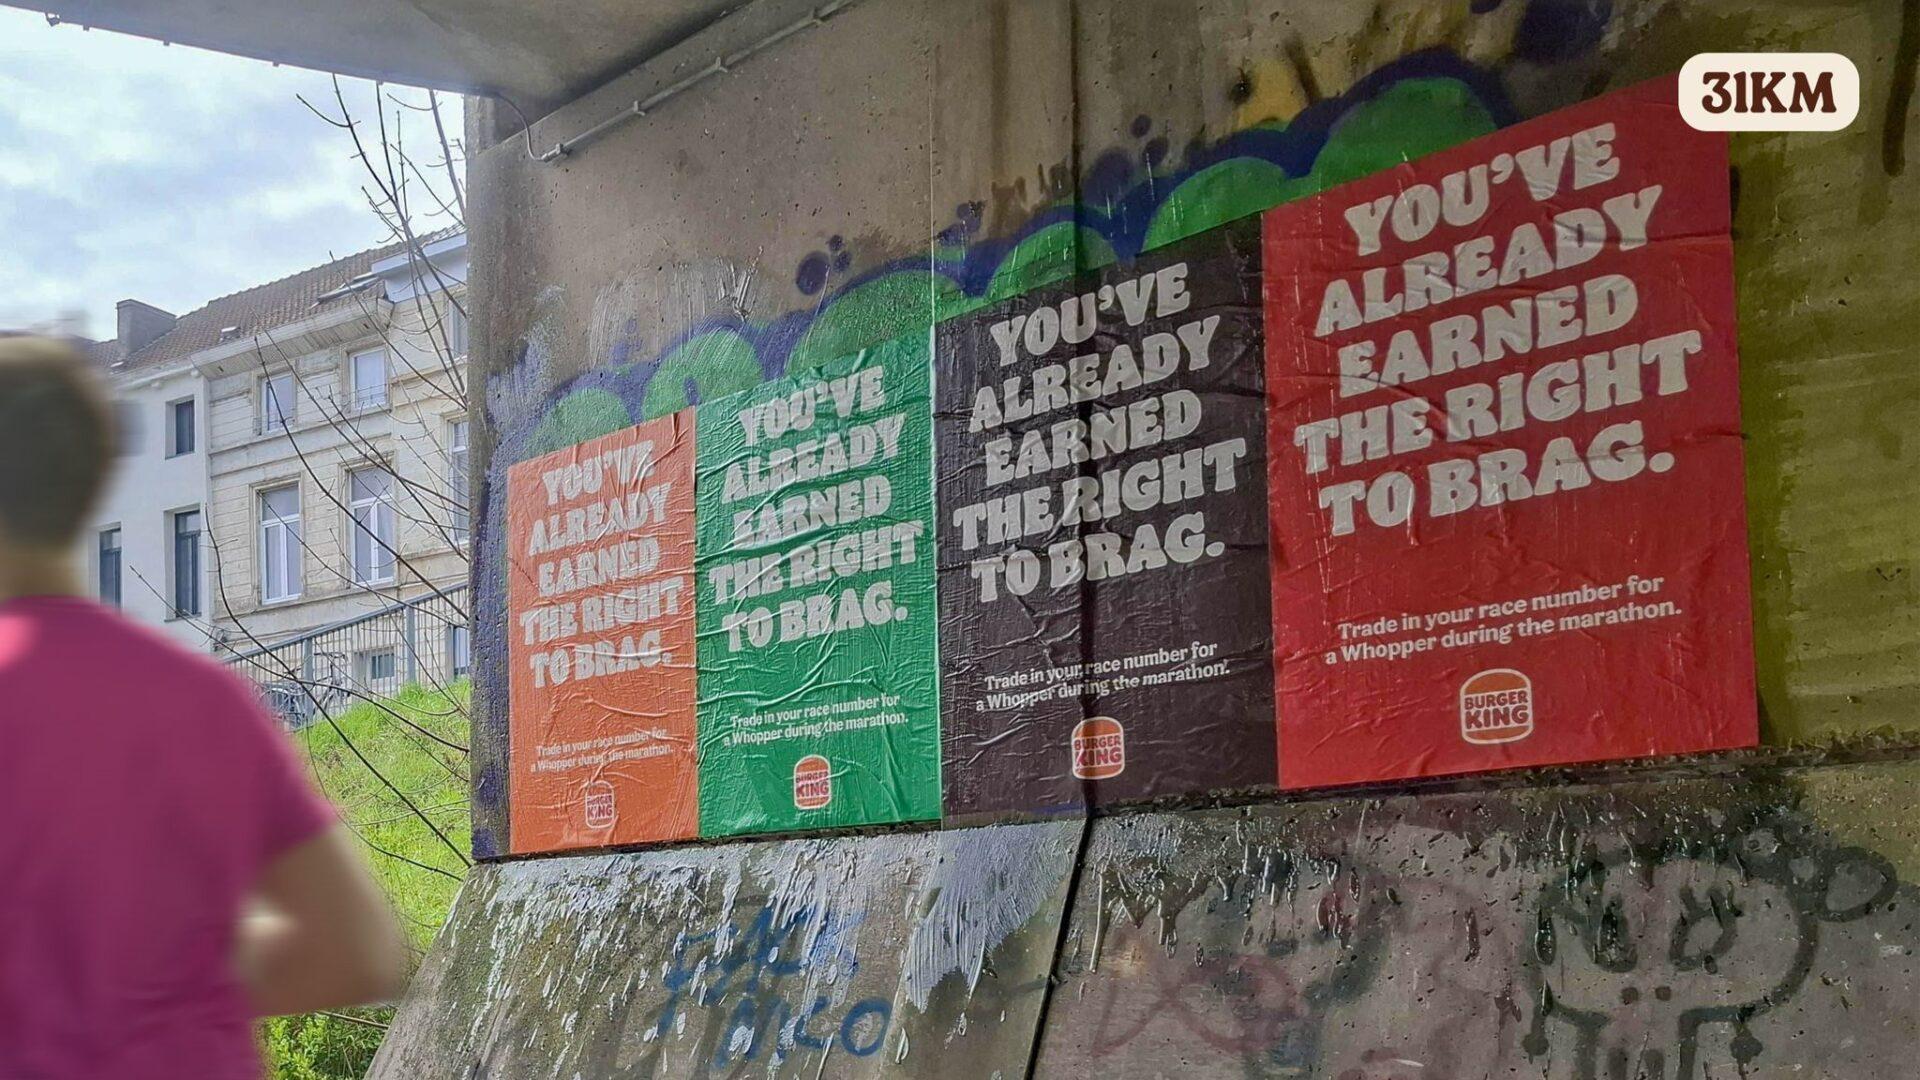 31KM
YOU'VE
ALREADY
EARNED
THE RIGHT
TO BRAG.
Trade in your race number for
a Whopper during the marathon.
BURGER
KING
YOU'VE
ALREADY
EARNED
THE RIGHT
TO BRAG.
Trade in your race number for
a Whopper during the marathon.
BURGER
KING
YOU'VE
ALREADY
EARNED
THE RIGHT
TO BRAG.
Trade in your race number for
a Whopper during the marathon.
BURGER
KING
YOU'VE
ALREADY
EARNED
THE RIGHT
TO BRAG.
Trade in your race number for
a Whopper during the marathon.
BURGER
KING